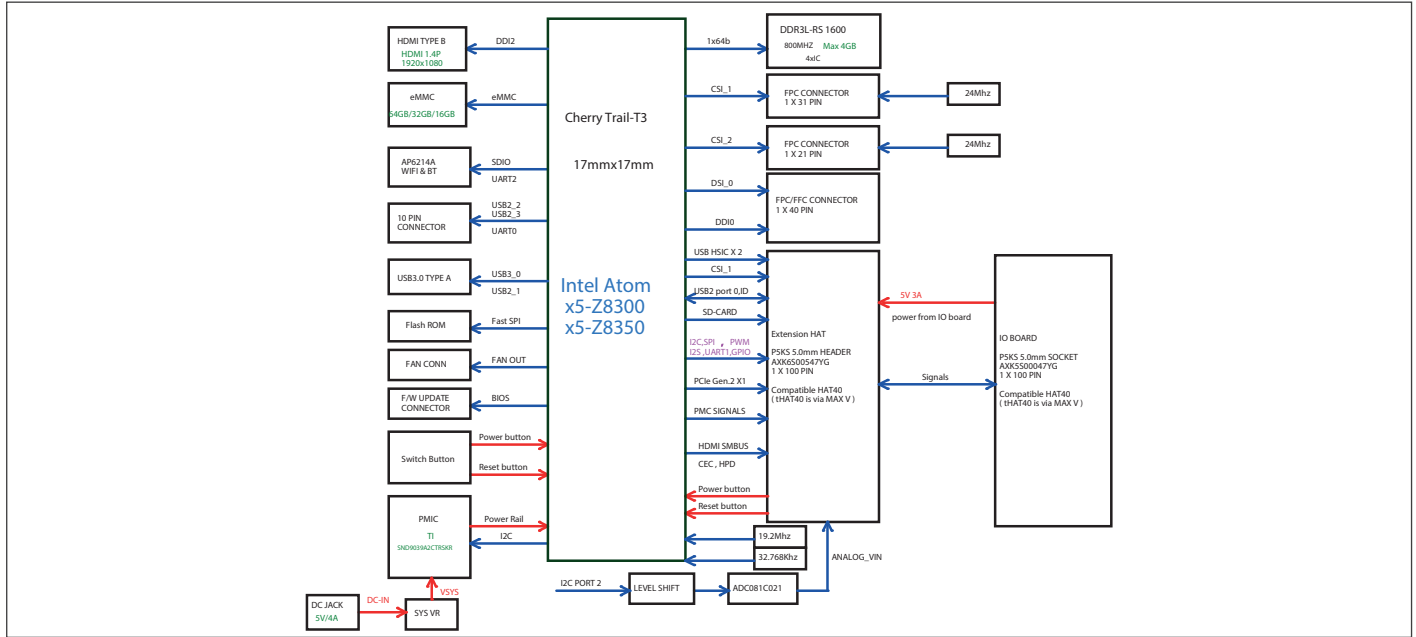 HDMI TYPE B
HDMI 1.4P
1920x1080
DDI2
eMMC
64GB/32GB/16GB
eMMC
AP6214A
WIFI & BT
SDIO
UART2
10 PIN
CONNECTOR
USB2_2
USB2_3
UART0
USB3.0 TYPE A
USB3_0
USB2_1
Flash ROM
Fast SPI
FAN CONN
FAN OUT
F/W UPDATE
CONNECTOR
BIOS
Switch Button
Power button
Reset button
PMIC
TI
SND9039A2CTRSKR
Power Rail
I2C
VSYS
DC JACK
5V/4A
DC-IN
SYS VR
Cherry Trail-T3
17mmx17mm
Intel Atom
x5-Z8300
x5-Z8350
1x64b
DDR3L-RS 1600
800MHZ Max 4GB
4xIC
CSI_1
FPC CONNECTOR
1 X 31 PIN
24Mhz
CSI_2
FPC CONNECTOR
1 X 21 PIN
24Mhz
DSI_0
DDI0
FPC/FFC CONNECTOR
1 X 40 PIN
USB HSIC X 2
CSI_1
USB2 port 0,ID
SD-CARD
I2C,SPI , PWM
I2S ,UART1,GPIO
PCIe Gen.2 X1
PMC SIGNALS
HDMI SMBUS
CEC , HPD
Power button
Reset button
Extension HAT
P5KS 5.0mm HEADER
AXK6S00547YG
1 X 100 PIN
Compatible HAT40
( tHAT40 is via MAX V )
5V 3A
power from IO board
Signals
IO BOARD
P5KS 5.0mm SOCKET
AXK5S00047YG
1 X 100 PIN
Compatible HAT40
( tHAT40 is via MAX V )
19.2Mhz
32.768Khz
ANALOG_VIN
I2C PORT 2
LEVEL SHIFT
ADC081C021